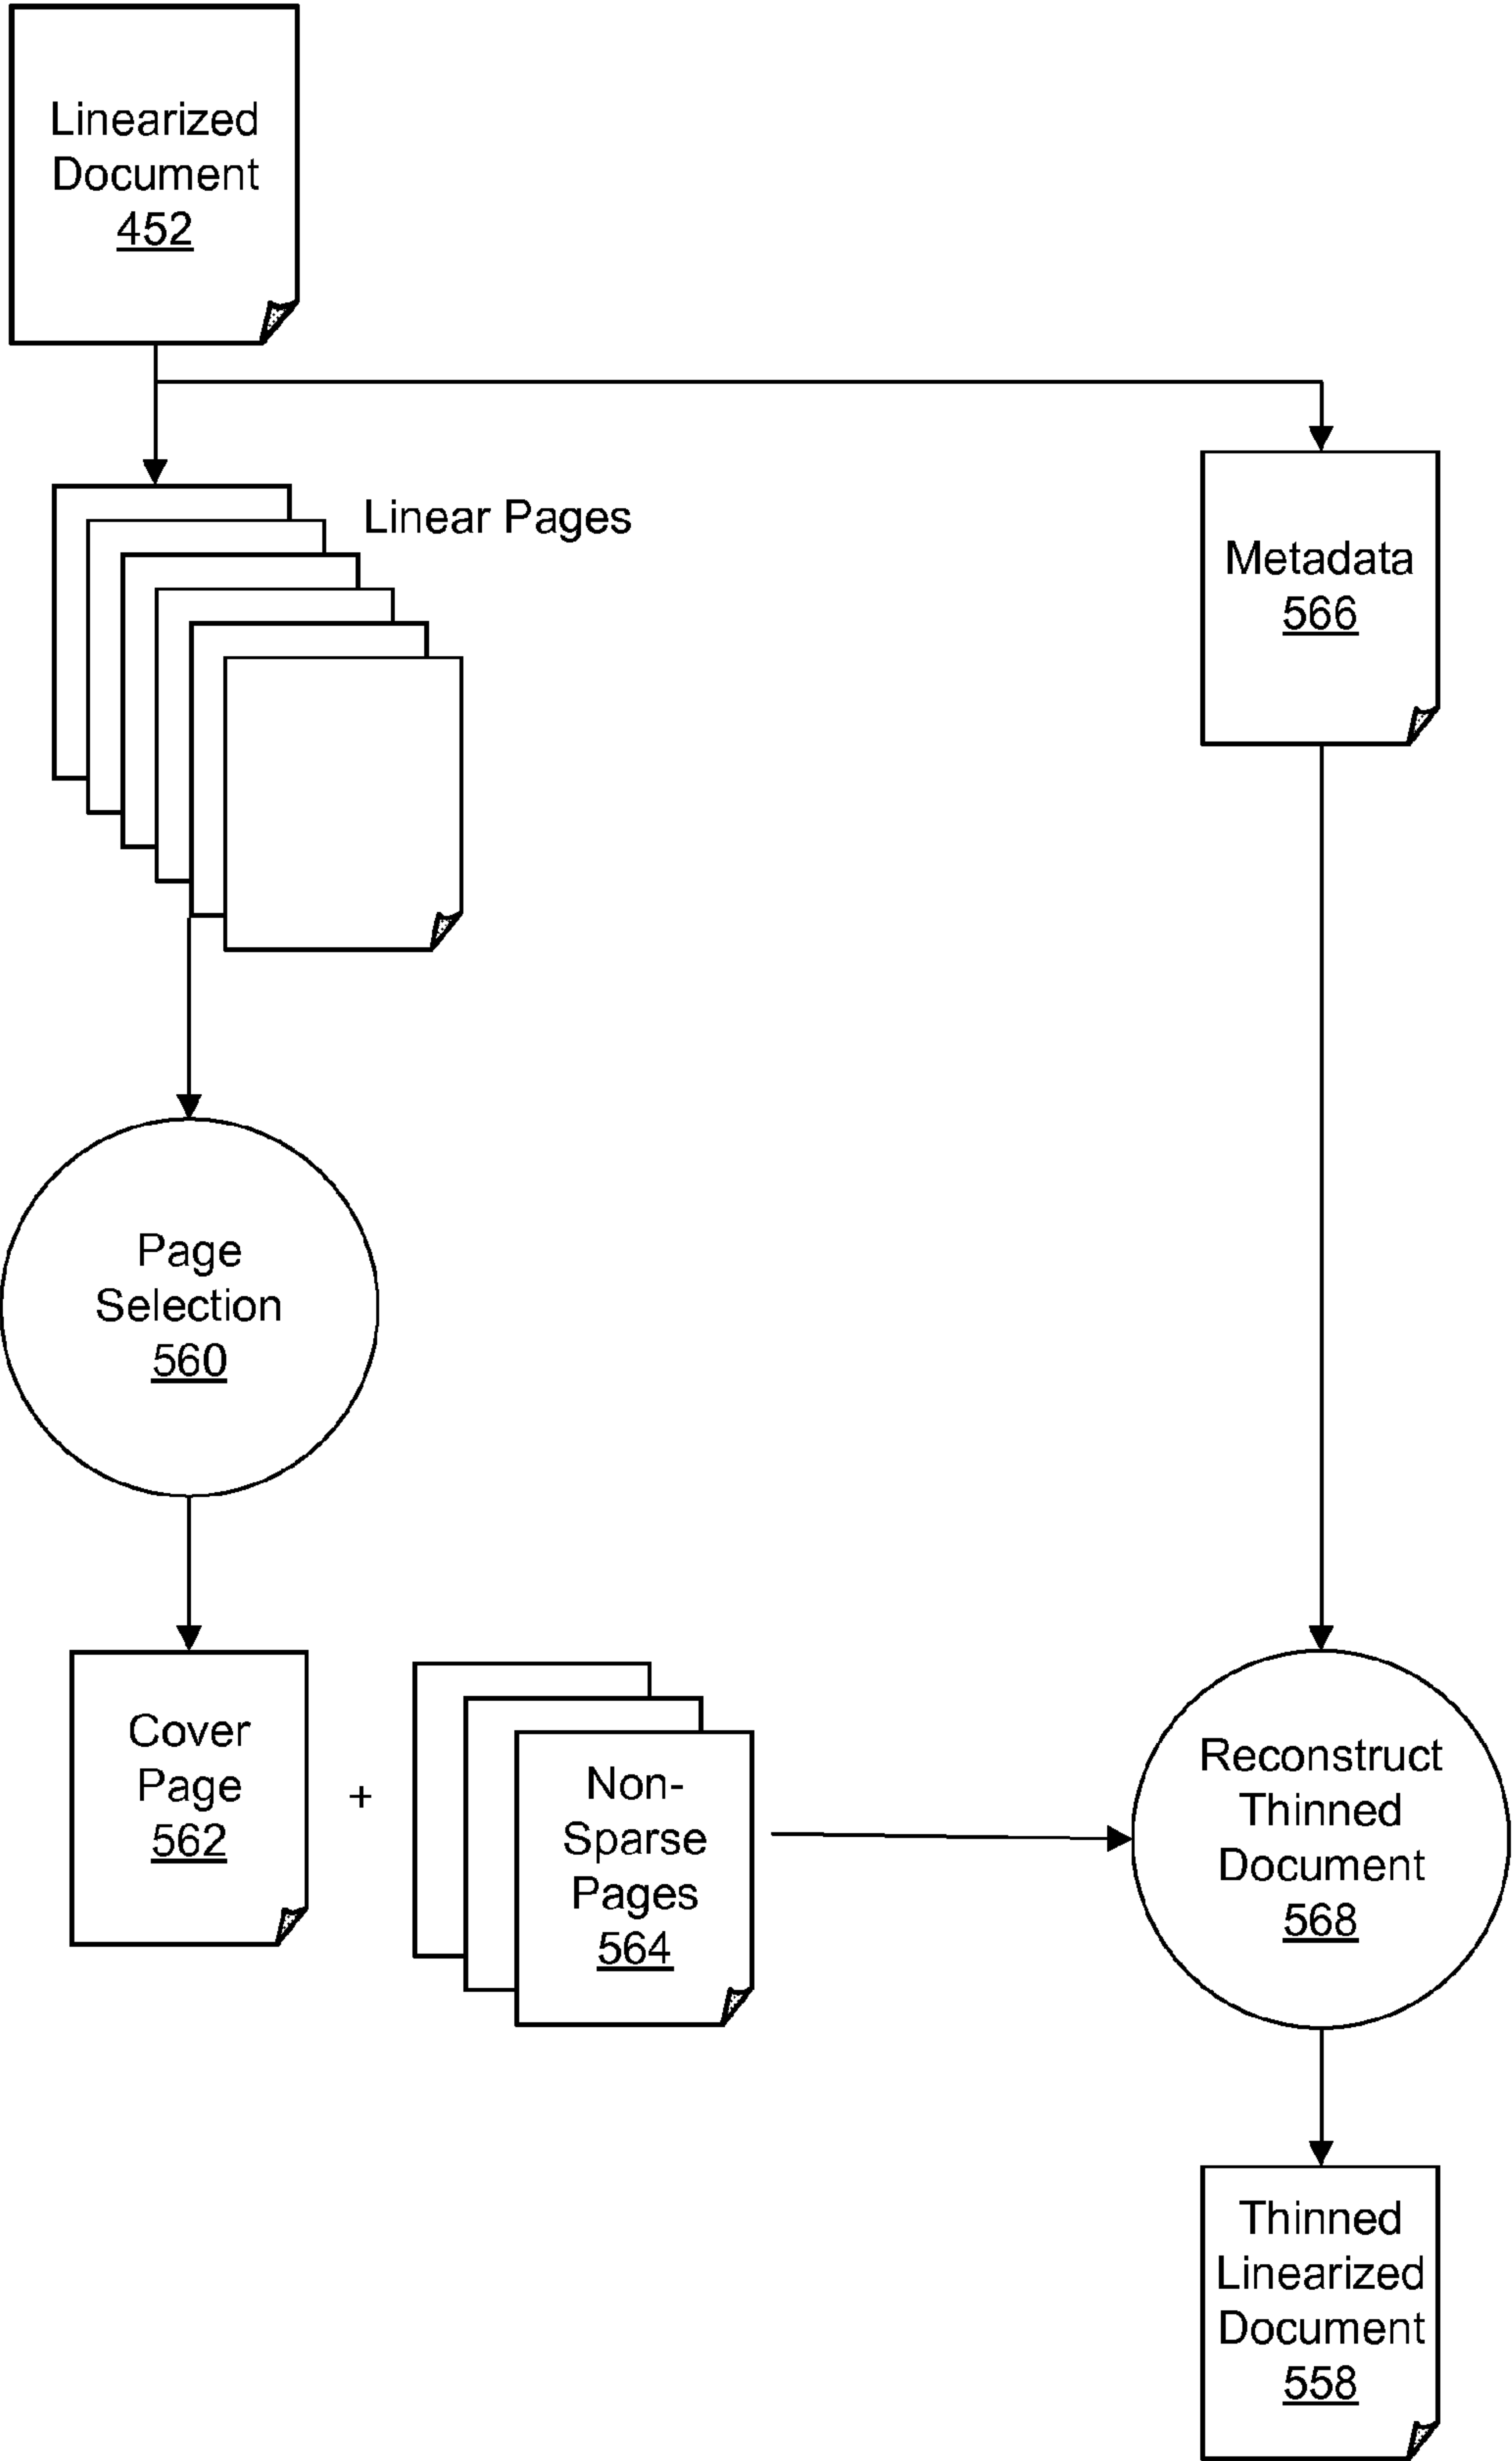 Linearized
Document
452
Linear Pages
Metadata
566
Page
Selection
560
Cover
Page
562
+
Non-
Sparse
Pages
564
Reconstruct
Thinned
Document
568
Thinned
Linearized
Document
558